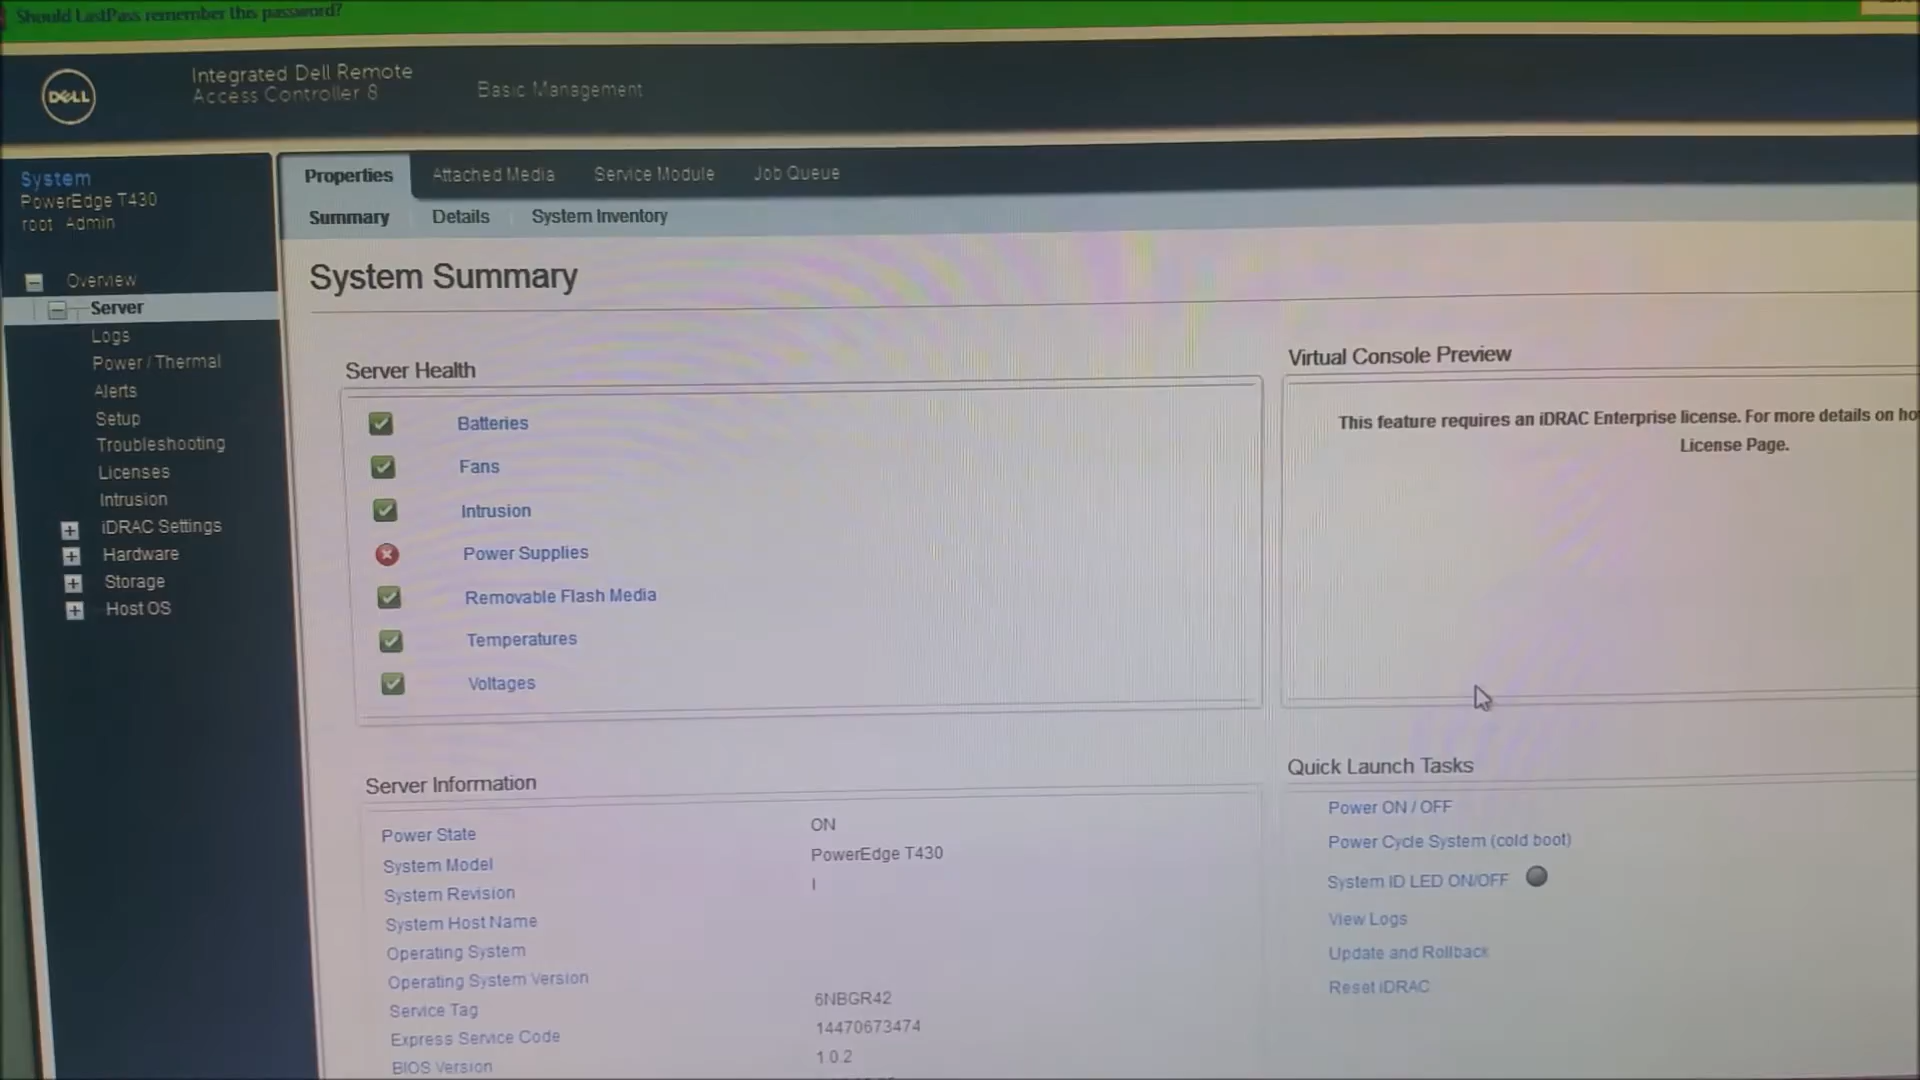 Should LastPass remember this password?
DELL
Integrated Dell Remote
Access Controller 8
Basic Management
System
PowerEdge T430
root Admin
Properties
Attached Media
Service Module
Job Queue
Summary
Details
System Inventory
Overview
Server
Logs
Power / Thermal
Alerts
Setup
Troubleshooting
Licenses
Intrusion
iDRAC Settings
Hardware
Storage
Host OS
System Summary
Server Health
Batteries
Fans
Intrusion
Power Supplies
Removable Flash Media
Temperatures
Voltages
Virtual Console Preview
This feature requires an iDRAC Enterprise license. For more details on
License Page.
Server Information
Power State ON
System Model PowerEdge T430
System Revision I
System Host Name
Operating System
Operating System Version
Service Tag 6NBGR42
Express Service Code 14470673474
BIOS Version 1.0.2
Quick Launch Tasks
Power ON / OFF
Power Cycle System (cold boot)
System ID LED ON/OFF
View Logs
Update and Rollback
Reset iDRAC